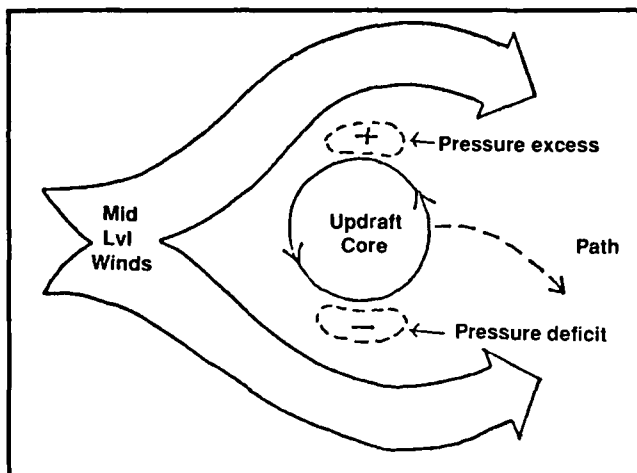 +
Pressure excess
Mid
Lvl
Winds
Updraft
Core
Path
−
Pressure deficit